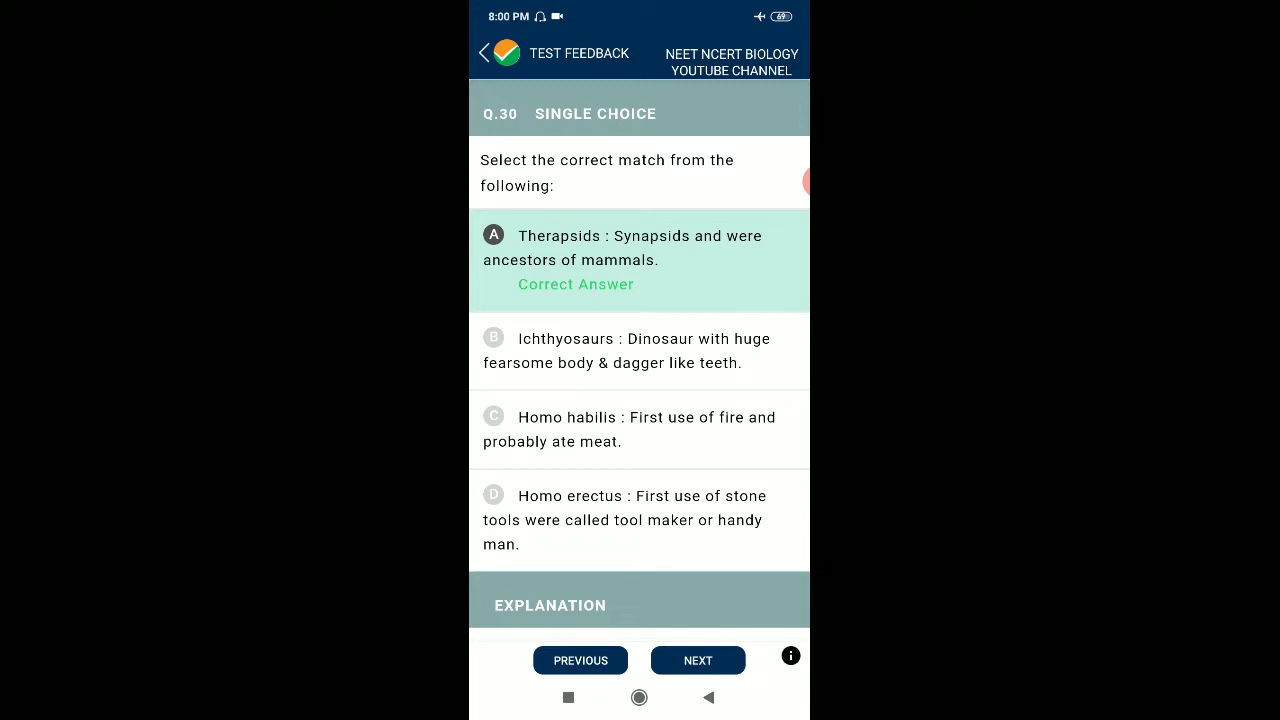 8:00 PM 69
TEST FEEDBACK
NEET NCERT BIOLOGY
YOUTUBE CHANNEL
Q.30 SINGLE CHOICE
Select the correct match from the
following:
A Therapsids : Synapsids and were
ancestors of mammals.
Correct Answer
B Ichthyosaurs : Dinosaur with huge
fearsome body & dagger like teeth.
C Homo habilis : First use of fire and
probably ate meat.
D Homo erectus : First use of stone
tools were called tool maker or handy
man.
EXPLANATION
PREVIOUS NEXT i